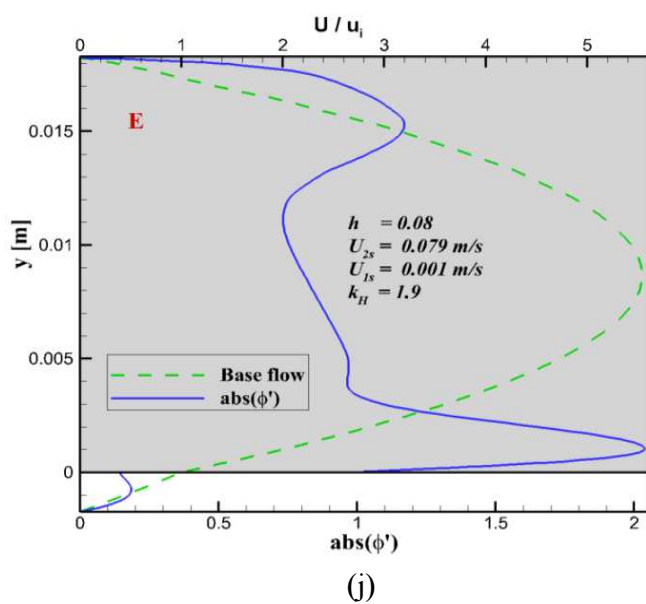 U / u_i
0 1 2 3 4 5
E
0.015
0.01
0.005
0
y [m]
h = 0.08
U_2s = 0.079 m/s
U_1s = 0.001 m/s
k_H = 1.9
Base flow
abs(ϕ')
0 0.5 1 1.5 2
abs(ϕ')
(j)